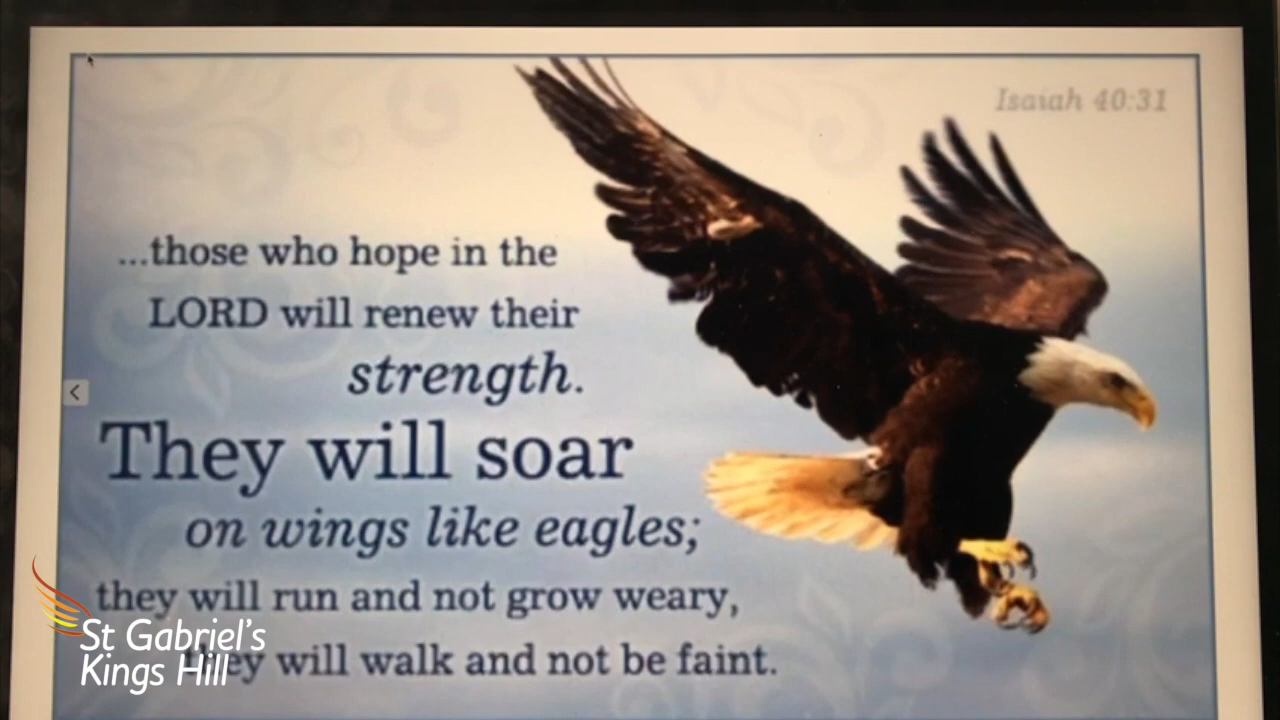 Isaiah 40:31
...those who hope in the
LORD will renew their
strength.
They will soar
on wings like eagles;
they will run and not grow weary,
they will walk and not be faint.
St Gabriel's
Kings Hill